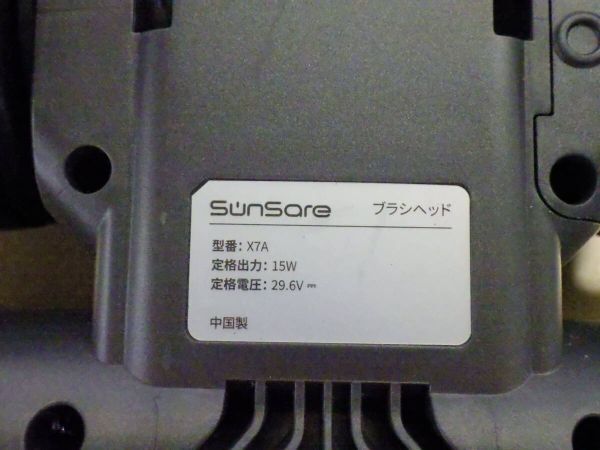 SunSare ブラシヘッド
型番: X7A
定格出力: 15W
定格電圧: 29.6V ⎓
中国製